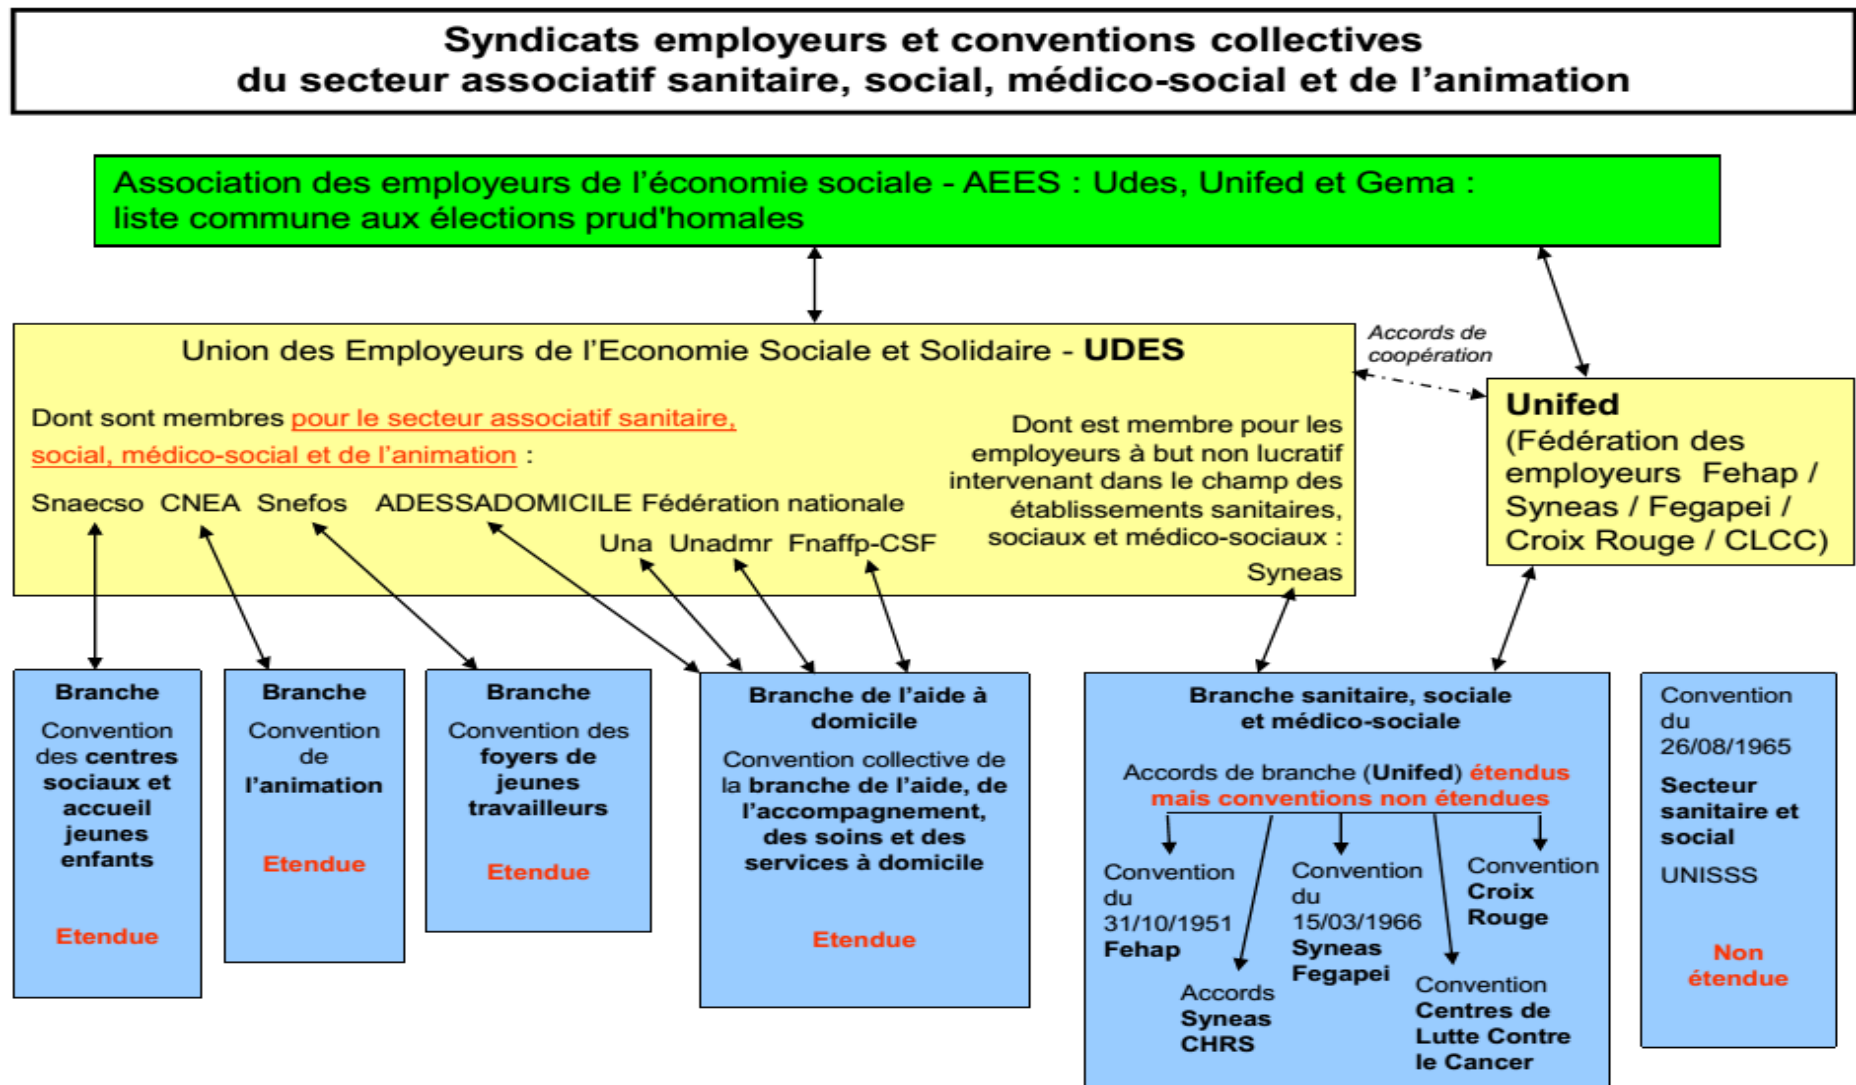 Syndicats employeurs et conventions collectives
du secteur associatif sanitaire, social, médico-social et de l'animation
Association des employeurs de l'économie sociale - AEES : Udes, Unifed et Gema :
liste commune aux élections prud'homales
Union des Employeurs de l'Economie Sociale et Solidaire - UDES
Dont sont membres pour le secteur associatif sanitaire,
social, médico-social et de l'animation :
Snaecso CNEA Snefos ADESSADOMICILE Fédération nationale
Una Unadmr Fnaffp-CSF
Dont est membre pour les
employeurs à but non lucratif
intervenant dans le champ des
établissements sanitaires,
sociaux et médico-sociaux :
Syneas
Accords de
coopération
Unifed
(Fédération des
employeurs Fehap /
Syneas / Fegapei /
Croix Rouge / CLCC)
Branche
Convention
des centres
sociaux et
accueil
jeunes
enfants
Etendue
Branche
Convention
de
l'animation
Etendue
Branche
Convention des
foyers de
jeunes
travailleurs
Etendue
Branche de l'aide à
domicile
Convention collective de
la branche de l'aide, de
l'accompagnement,
des soins et des
services à domicile
Etendue
Branche sanitaire, sociale
et médico-sociale
Accords de branche (Unifed) étendus
mais conventions non étendues
Convention
du
31/10/1951
Fehap
Accords
Syneas
CHRS
Convention
du
15/03/1966
Syneas
Fegapei
Convention
Centres de
Lutte Contre
le Cancer
Convention
Croix
Rouge
Convention
du
26/08/1965
Secteur
sanitaire et
social
UNISSS
Non
étendue